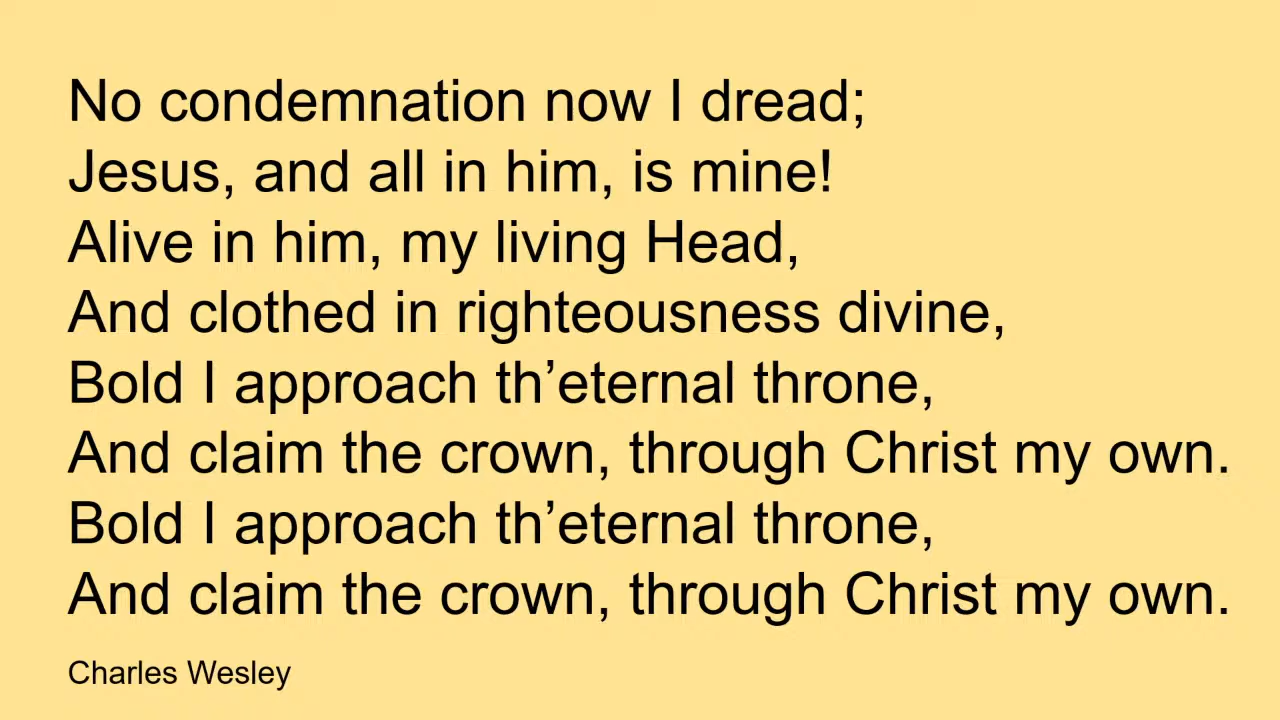 No condemnation now I dread;
Jesus, and all in him, is mine!
Alive in him, my living Head,
And clothed in righteousness divine,
Bold I approach th’eternal throne,
And claim the crown, through Christ my own.
Bold I approach th’eternal throne,
And claim the crown, through Christ my own.
Charles Wesley